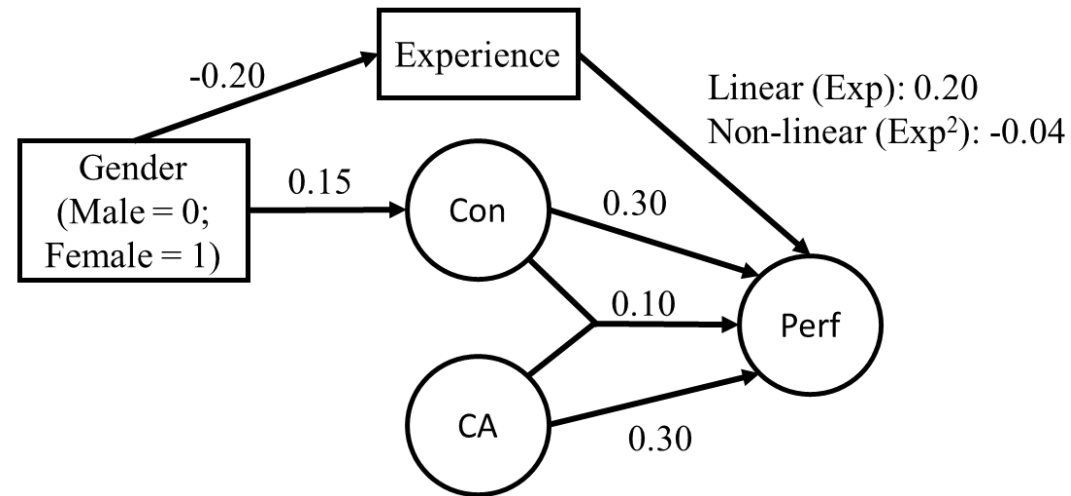 Experience
-0.20
Linear (Exp): 0.20
Non-linear (Exp²): -0.04
Gender
(Male = 0;
Female = 1)
0.15
Con
0.30
0.10
Perf
CA
0.30